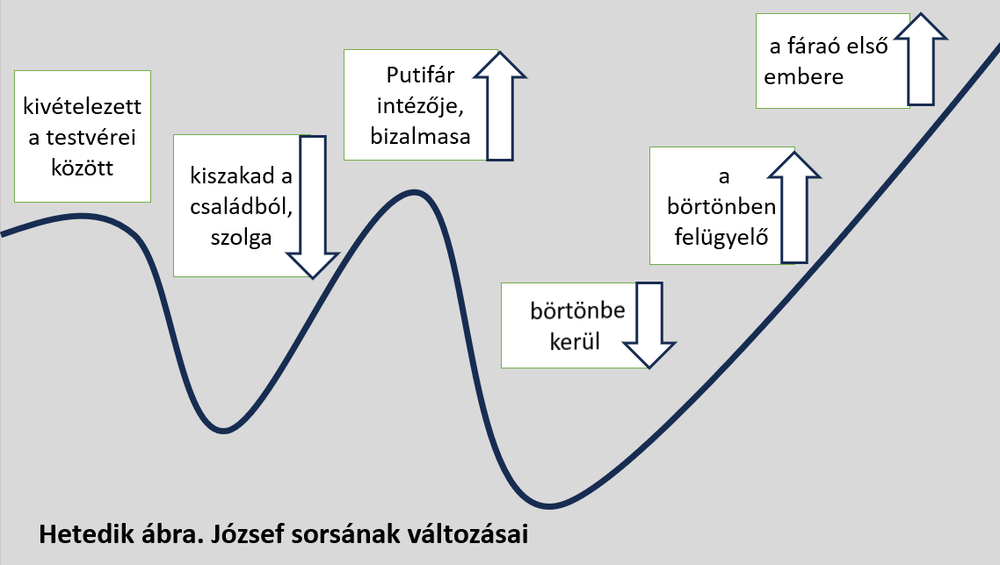 kivételezett
a testvérei
között
kiszakad a
családból,
szolga
Putifár
intézője,
bizalmasa
börtönbe
kerül
a
börtönben
felügyelő
a fáraó első
embere
Hetedik ábra. József sorsának változásai